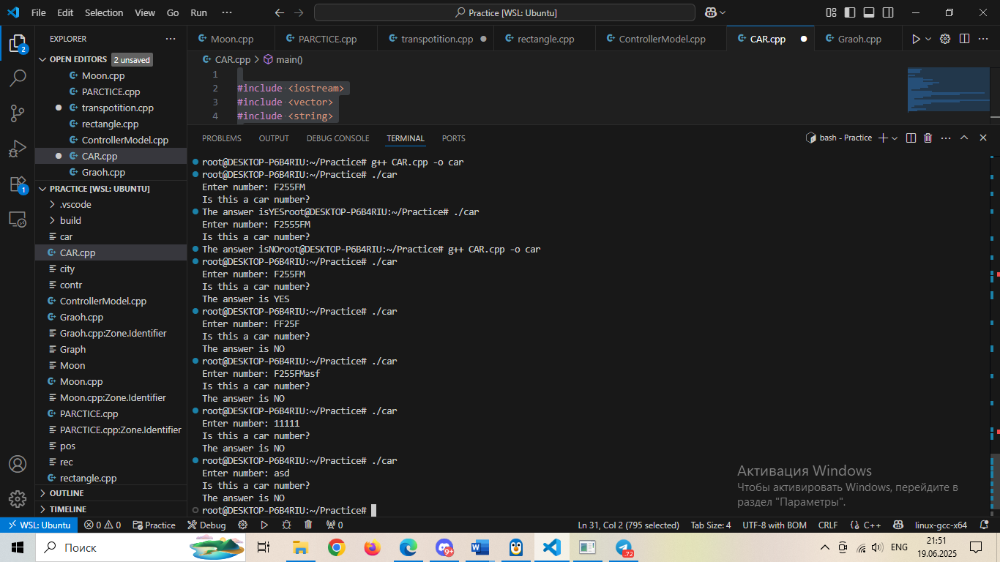 File Edit Selection View Go Run ··· Practice [WSL: Ubuntu]
EXPLORER
OPEN EDITORS 2 unsaved
Moon.cpp
PARCTICE.cpp
transpotition.cpp
rectangle.cpp
ControllerModel.cpp
CAR.cpp
Graoh.cpp
PRACTICE [WSL: UBUNTU]
.vscode
build
car
CAR.cpp
city
contr
ControllerModel.cpp
Graoh.cpp
Graoh.cpp:Zone.Identifier
Graph
Moon
Moon.cpp
Moon.cpp:Zone.Identifier
PARCTICE.cpp
PARCTICE.cpp:Zone.Identifier
pos
rec
rectangle.cpp
OUTLINE
TIMELINE
2
1
Moon.cpp PARCTICE.cpp transpotition.cpp rectangle.cpp ControllerModel.cpp CAR.cpp Graoh.cpp
CAR.cpp > main()
1
2 #include <iostream>
3 #include <vector>
4 #include <string>
PROBLEMS OUTPUT DEBUG CONSOLE TERMINAL PORTS bash - Practice
root@DESKTOP-P6B4RIU:~/Practice# g++ CAR.cpp -o car
root@DESKTOP-P6B4RIU:~/Practice# ./car
Enter number: F255FM
Is this a car number?
The answer isYESroot@DESKTOP-P6B4RIU:~/Practice# ./car
Enter number: F2555FM
Is this a car number?
The answer isNOroot@DESKTOP-P6B4RIU:~/Practice# g++ CAR.cpp -o car
root@DESKTOP-P6B4RIU:~/Practice# ./car
Enter number: F255FM
Is this a car number?
The answer is YES
root@DESKTOP-P6B4RIU:~/Practice# ./car
Enter number: FF25F
Is this a car number?
The answer is NO
root@DESKTOP-P6B4RIU:~/Practice# ./car
Enter number: F255FMasf
Is this a car number?
The answer is NO
root@DESKTOP-P6B4RIU:~/Practice# ./car
Enter number: 11111
Is this a car number?
The answer is NO
root@DESKTOP-P6B4RIU:~/Practice# ./car
Enter number: asd
Is this a car number?
The answer is NO
root@DESKTOP-P6B4RIU:~/Practice#
Активация Windows
Чтобы активировать Windows, перейдите в
раздел "Параметры".
WSL: Ubuntu 0 0 Practice Debug 0 Ln 31, Col 2 (795 selected) Tab Size: 4 UTF-8 with BOM CRLF {} C++ linux-gcc-x64
Поиск 9+ 72 ENG 21:51
19.06.2025